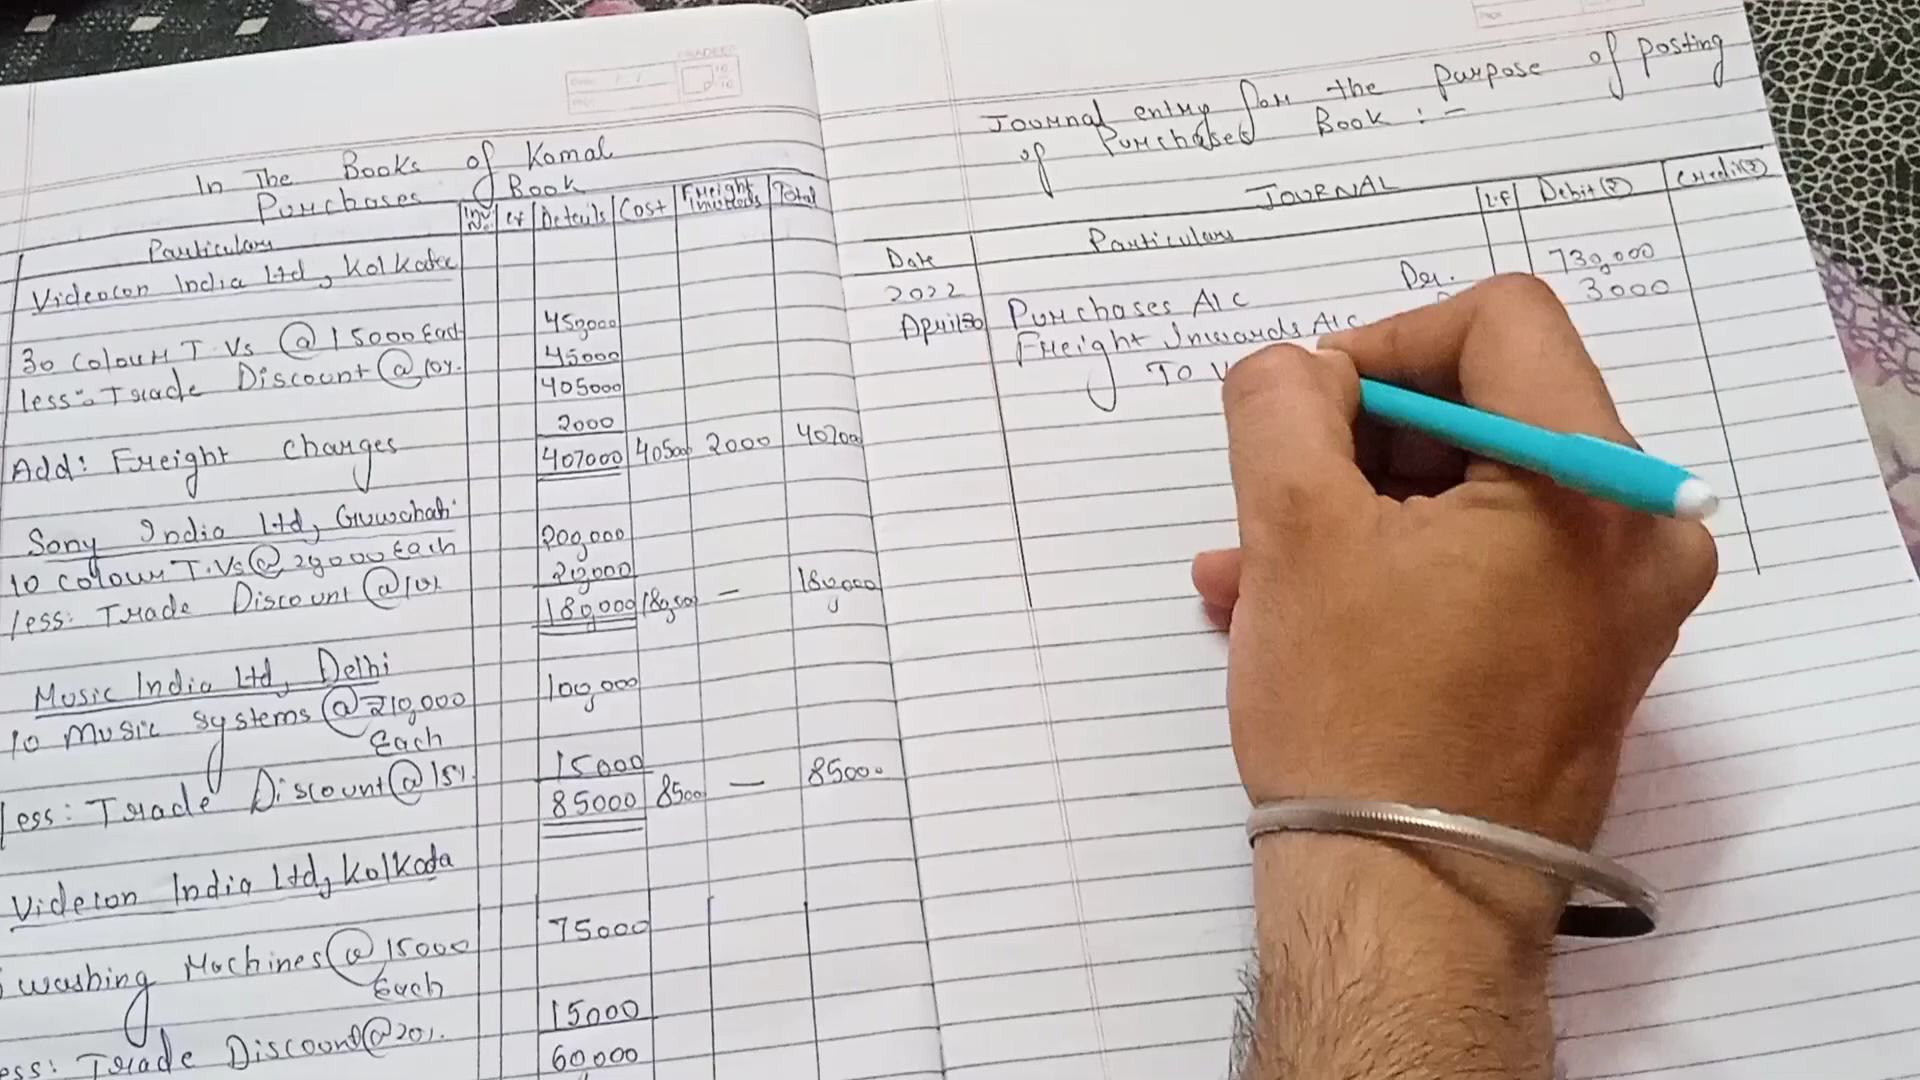 In The Books of Komal
Purchases Book
Particulars Inv No. LF Details Cost Freight Inwards Total
Videocon India Ltd, Kolkata
30 Colour T.Vs @ 15000 Each 450,000
less:- Trade Discount @ 10%. 45000
405000
Add: Freight Charges 2000
407000 405000 2000 407000
Sony India Ltd, Guwahati
10 Colour T.Vs @ 20000 Each 200,000
less: Trade Discount @ 10% 20,000
180,000 180,000 — 180,000
Music India Ltd, Delhi
10 Music Systems @ ₹10,000 Each 100,000
less: Trade Discount @ 15% 15000
85000 8500 — 85000
Videcon India Ltd, Kolkata
washing Machines @ 15000 Each 75000
ess: Trade Discount @ 20%. 15000
60,000
Journal entry for the purpose of posting
of Purchases Book :-
JOURNAL
Date Particulars L.F Debit (₹) Credit (₹)
2022
April 30 Purchases A/c Dr. 730,000
Freight Inwards A/c 3000
To V